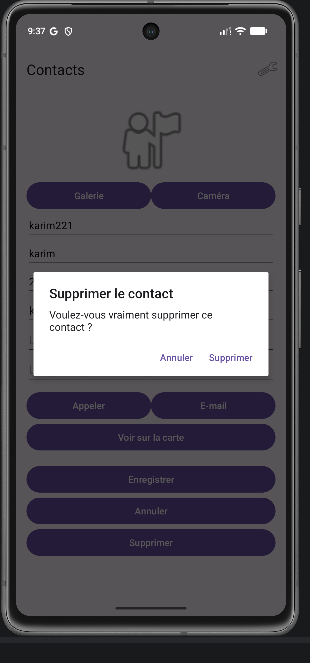 9:37 G
Contacts
Galerie
Caméra
karim221
karim
Supprimer le contact
Voulez-vous vraiment supprimer ce
contact ?
Annuler
Supprimer
Appeler
E-mail
Voir sur la carte
Enregistrer
Annuler
Supprimer